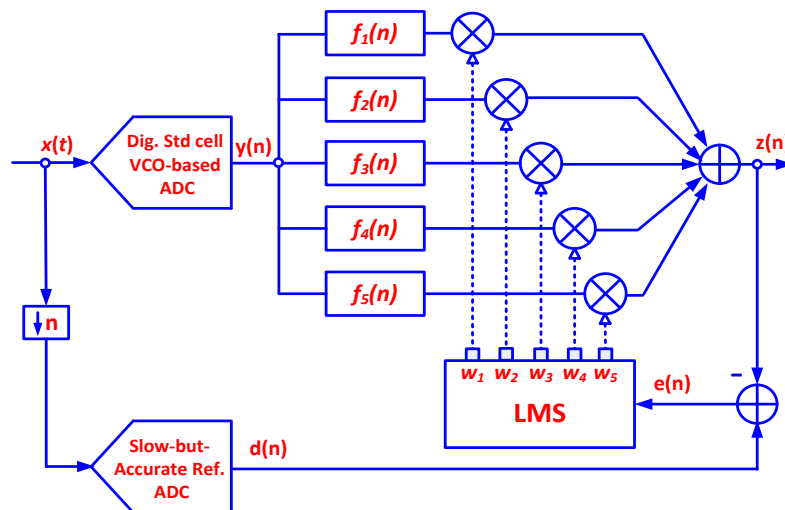 f1(n)
f2(n)
x(t)
Dig. Std cell
VCO-based
ADC
y(n)
f3(n)
z(n)
f4(n)
f5(n)
↓n
w1 w2 w3 w4 w5
LMS
e(n)
–
Slow-but-
Accurate Ref.
ADC
d(n)